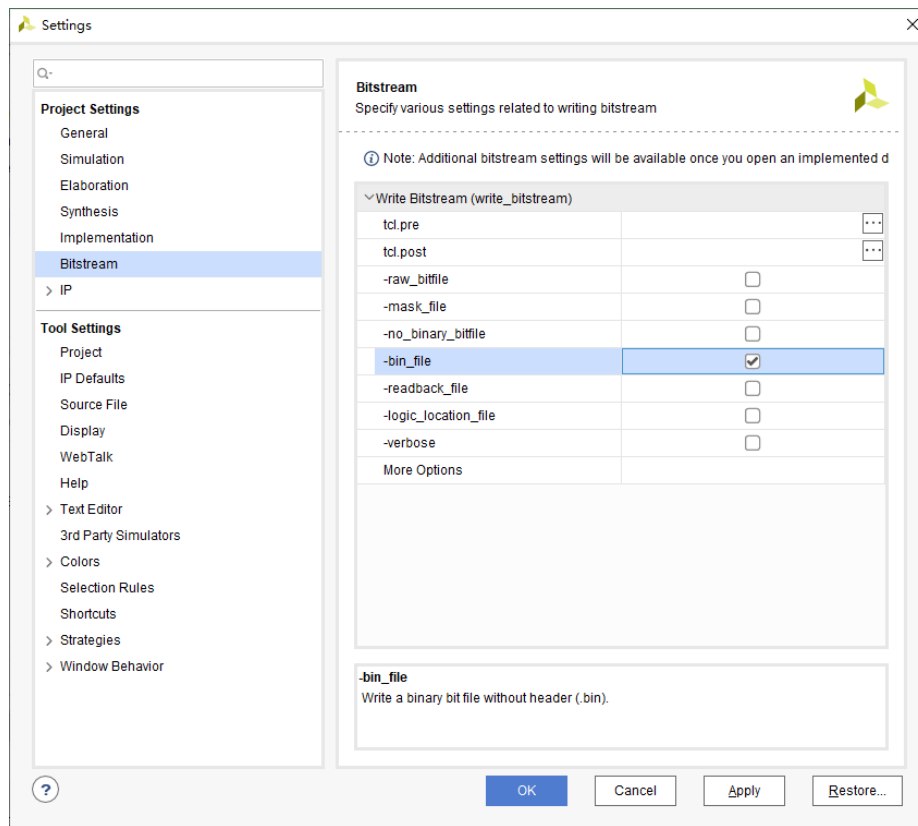 Settings
Q-
Project Settings
General
Simulation
Elaboration
Synthesis
Implementation
Bitstream
IP
Tool Settings
Project
IP Defaults
Source File
Display
WebTalk
Help
Text Editor
3rd Party Simulators
Colors
Selection Rules
Shortcuts
Strategies
Window Behavior
Bitstream
Specify various settings related to writing bitstream
Note: Additional bitstream settings will be available once you open an implemented d
Write Bitstream (write_bitstream)
tcl.pre
...
tcl.post
...
-raw_bitfile
-mask_file
-no_binary_bitfile
-bin_file
-readback_file
-logic_location_file
-verbose
More Options
-bin_file
Write a binary bit file without header (.bin).
?
OK
Cancel
Apply
Restore...